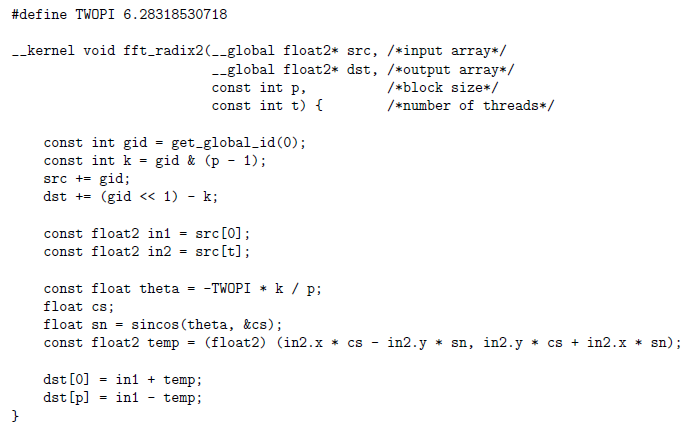 #define TWOPI 6.28318530718
__kernel void fft_radix2(__global float2* src, /*input array*/
                         __global float2* dst, /*output array*/
                         const int p,          /*block size*/
                         const int t) {        /*number of threads*/
    const int gid = get_global_id(0);
    const int k = gid & (p - 1);
    src += gid;
    dst += (gid << 1) - k;
    const float2 in1 = src[0];
    const float2 in2 = src[t];
    const float theta = -TWOPI * k / p;
    float cs;
    float sn = sincos(theta, &cs);
    const float2 temp = (float2) (in2.x * cs - in2.y * sn, in2.y * cs + in2.x * sn);
    dst[0] = in1 + temp;
    dst[p] = in1 - temp;
}